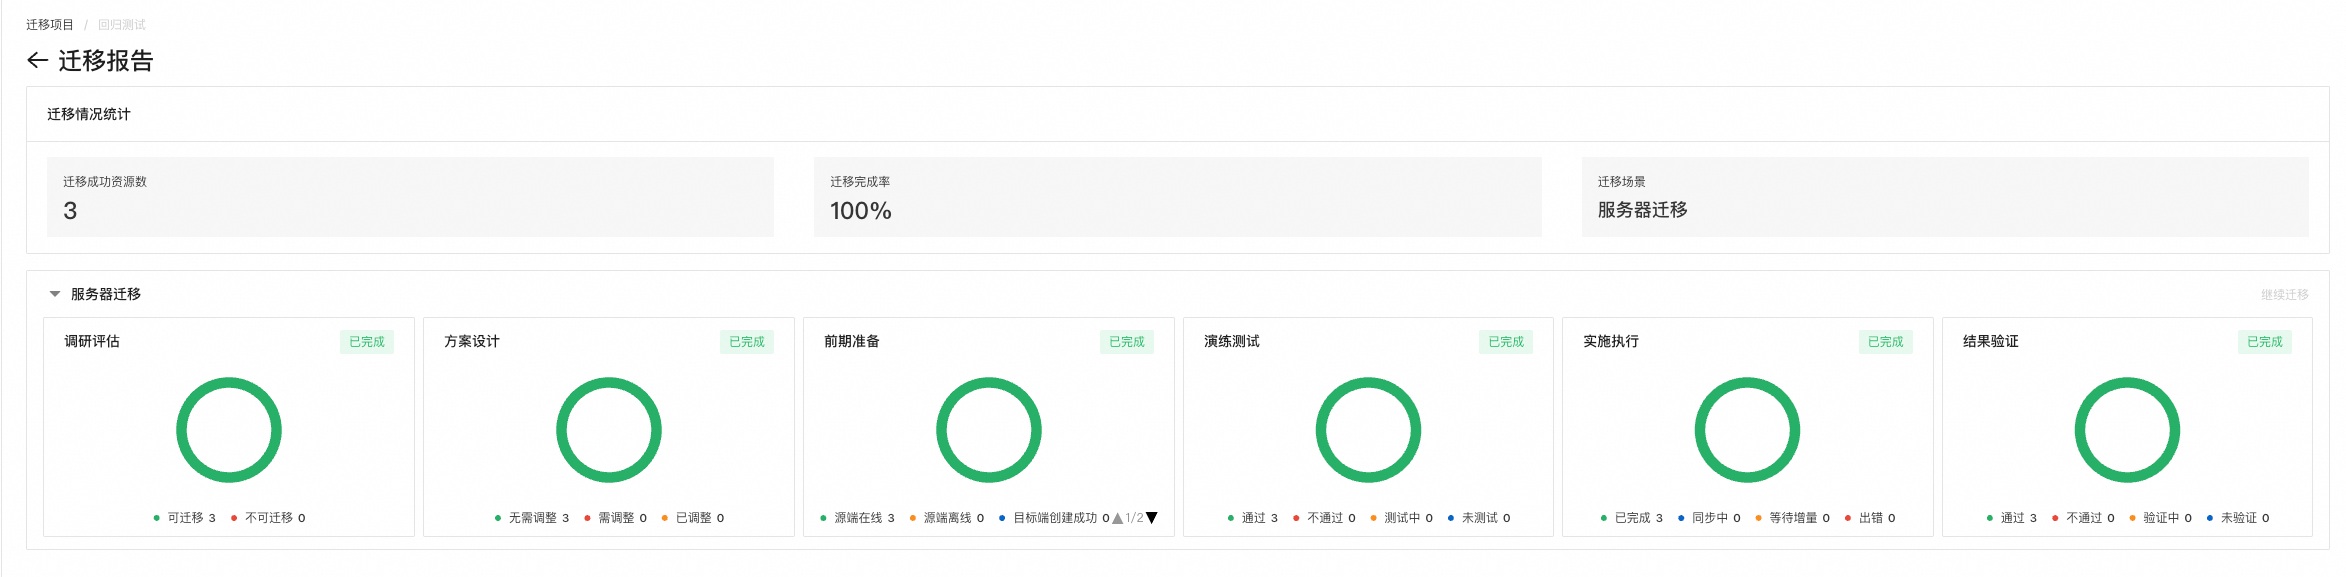 迁移项目 / 回归测试
迁移报告
迁移情况统计
迁移成功资源数
3
迁移完成率
100%
迁移场景
服务器迁移
服务器迁移
继续迁移
调研评估 已完成
可迁移 3 不可迁移 0
方案设计 已完成
无需调整 3 需调整 0 已调整 0
前期准备 已完成
源端在线 3 源端离线 0 目标端创建成功 0 1/2
演练测试 已完成
通过 3 不通过 0 测试中 0 未测试 0
实施执行 已完成
已完成 3 同步中 0 等待增量 0 出错 0
结果验证 已完成
通过 3 不通过 0 验证中 0 未验证 0